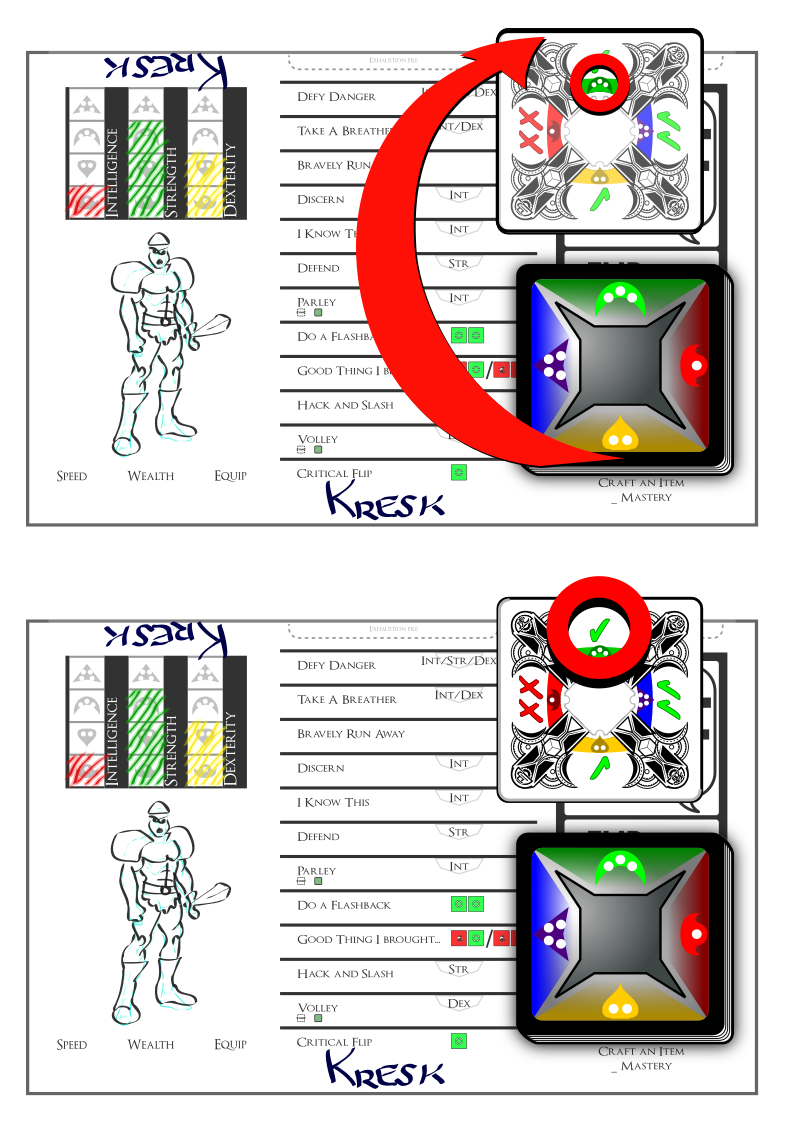 Kresk
Exhaustion pile
Intelligence
Strength
Dexterity
Defy Danger
Take A Breather
Int/Dex
Bravely Run
Discern
Int
I Know Th
Int
Defend
Str
Parley
Int
Do a Flashba
Good Thing I b
/
Hack and Slash
Volley
Critical Flip
Speed Wealth Equip
Kresk
Craft an Item
_ Mastery
Kresk
Exhaustion pile
Intelligence
Strength
Dexterity
Defy Danger
Int/Str/Dex
Take A Breather
Int/Dex
Bravely Run Away
Discern
Int
I Know This
Int
Defend
Str
Parley
Int
Do a Flashback
Good Thing I brought...
/
Hack and Slash
Str
Volley
Dex
Critical Flip
Speed Wealth Equip
Kresk
Craft an Item
_ Mastery